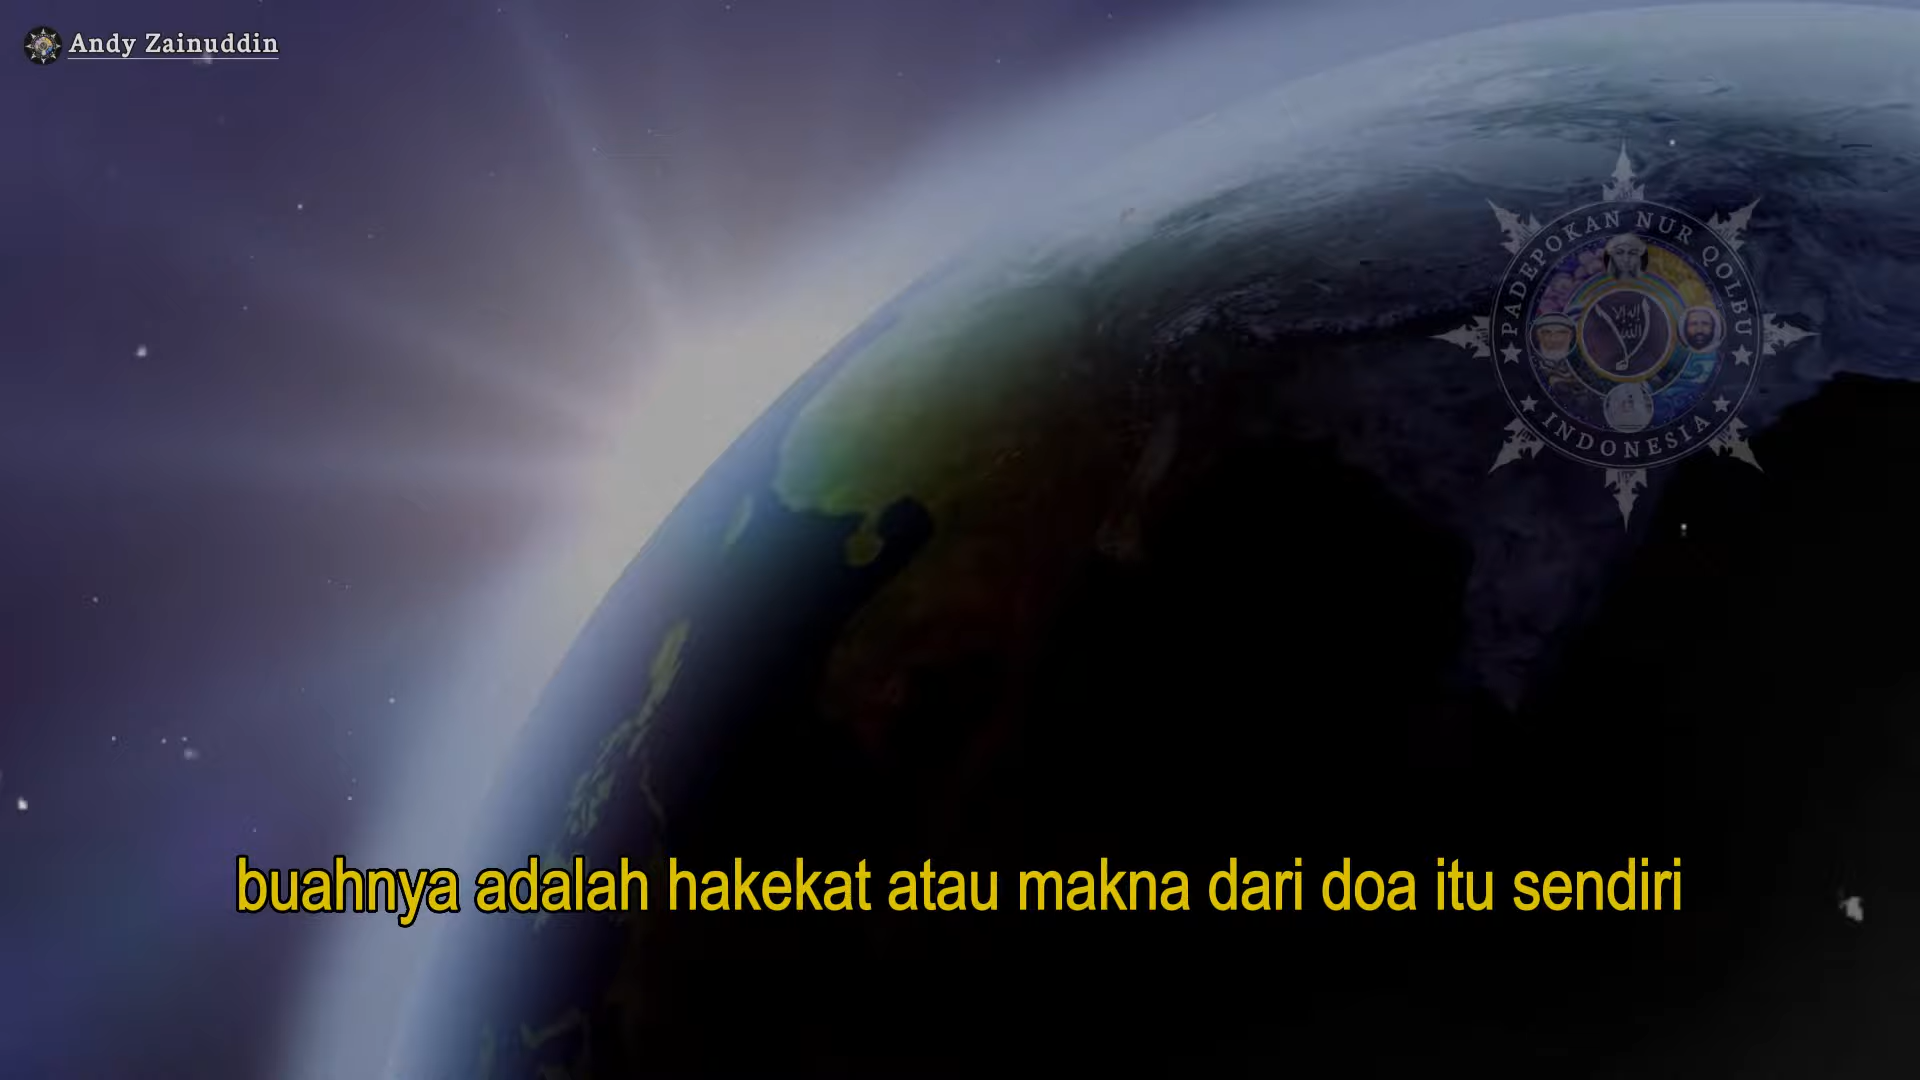 Andy Zainuddin
PADEPOKAN NUR QOLBU
INDONESIA
buahnya adalah hakekat atau makna dari doa itu sendiri